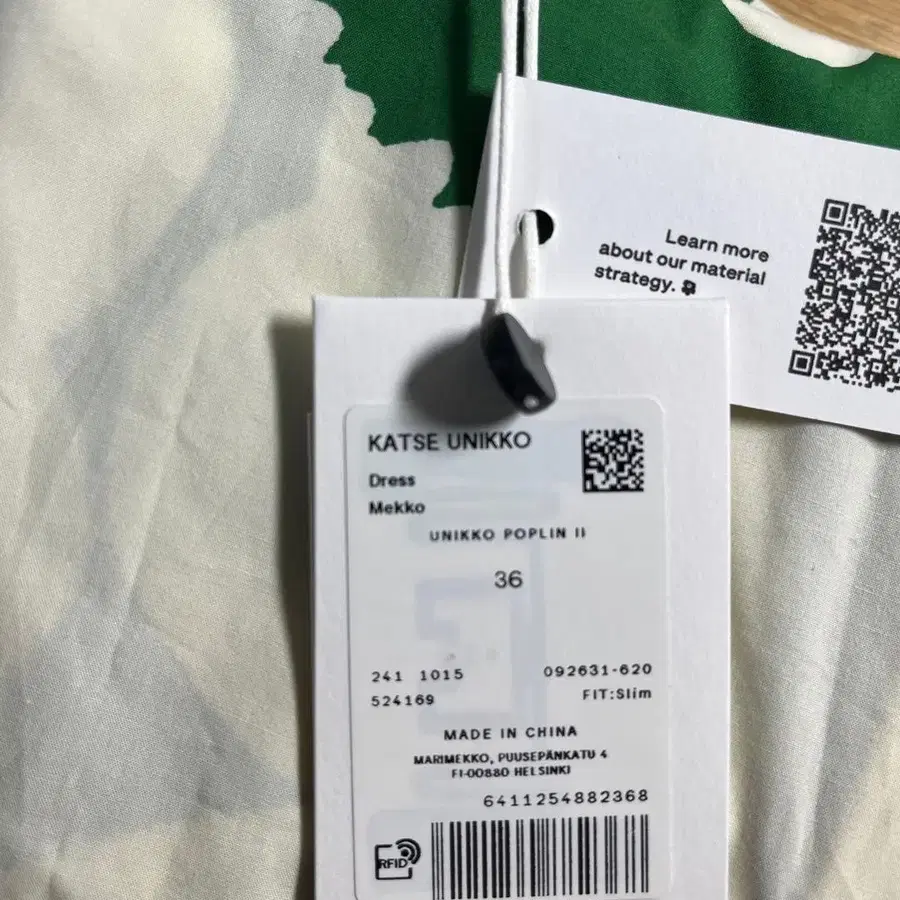 Learn more
about our material
strategy.
KATSE UNIKKO
Dress
Mekko
UNIKKO POPLIN II
36
241 1015 092631-620
524169 FIT:Slim
MADE IN CHINA
MARIMEKKO, PUUSEPÄNKATU 4
FI-00880 HELSINKI
6411254882368
RFID